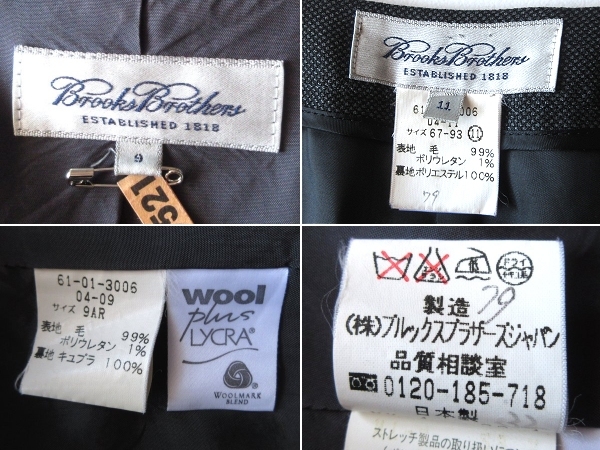 Brooks Brothers
ESTABLISHED 1818
9
521
Brooks Brothers
ESTABLISHED 1818
11
3006
サイズ 67-93 ⑪
表地 毛 99%
ポリウレタン 1%
裏地ポリエステル100%
79
61-01-3006
04-09
サイズ 9AR
表地 毛 99%
ポリウレタン 1%
裏地 キュプラ 100%
wool
plus
LYCRA®
WOOLMARK
BLEND
製造
79
(株)ブルックスブラザーズジャパン
品質相談室
0120-185-718
日本製
ストレッチ製品の取り扱いに